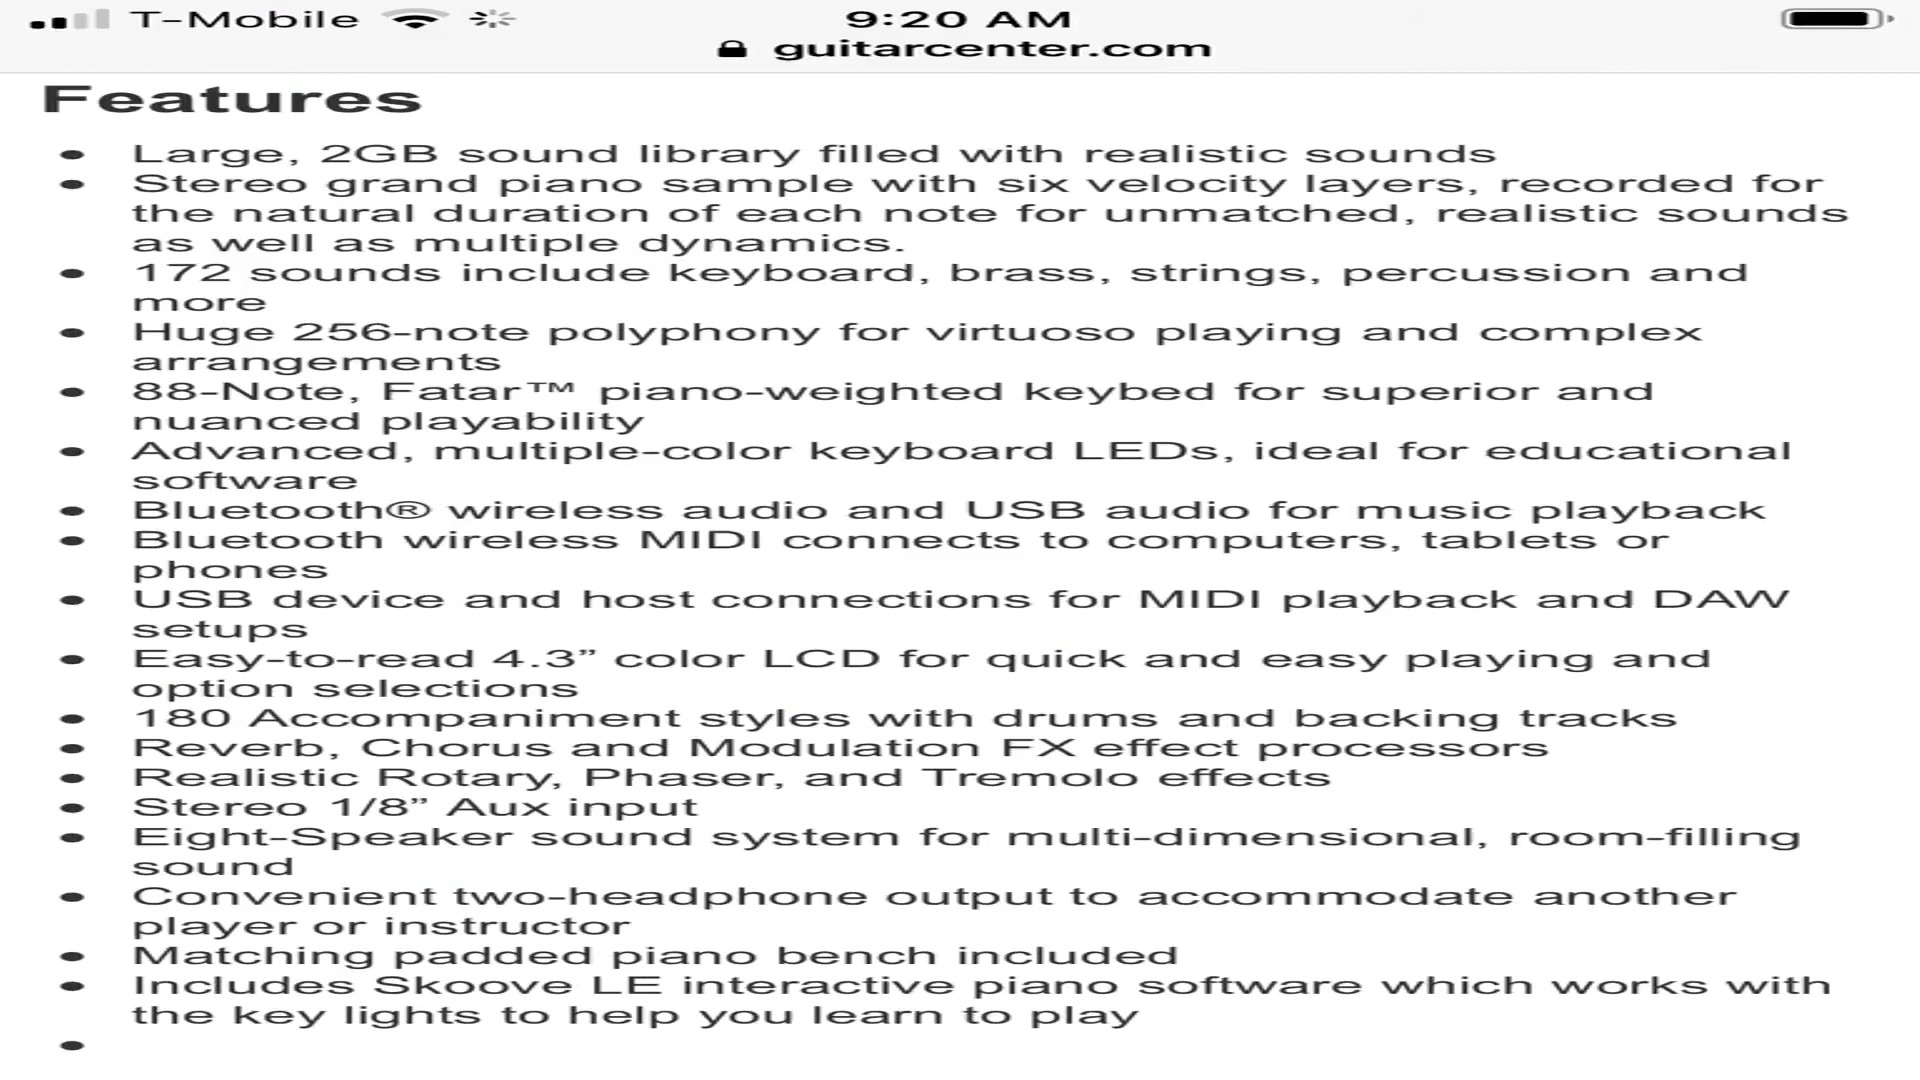 T-Mobile 9:20 AM
guitarcenter.com
Features
• Large, 2GB sound library filled with realistic sounds
• Stereo grand piano sample with six velocity layers, recorded for
the natural duration of each note for unmatched, realistic sounds
as well as multiple dynamics.
• 172 sounds include keyboard, brass, strings, percussion and
more
• Huge 256-note polyphony for virtuoso playing and complex
arrangements
• 88-Note, Fatar™ piano-weighted keybed for superior and
nuanced playability
• Advanced, multiple-color keyboard LEDs, ideal for educational
software
• Bluetooth® wireless audio and USB audio for music playback
• Bluetooth wireless MIDI connects to computers, tablets or
phones
• USB device and host connections for MIDI playback and DAW
setups
• Easy-to-read 4.3” color LCD for quick and easy playing and
option selections
• 180 Accompaniment styles with drums and backing tracks
• Reverb, Chorus and Modulation FX effect processors
• Realistic Rotary, Phaser, and Tremolo effects
• Stereo 1/8” Aux input
• Eight-Speaker sound system for multi-dimensional, room-filling
sound
• Convenient two-headphone output to accommodate another
player or instructor
• Matching padded piano bench included
• Includes Skoove LE interactive piano software which works with
the key lights to help you learn to play
•